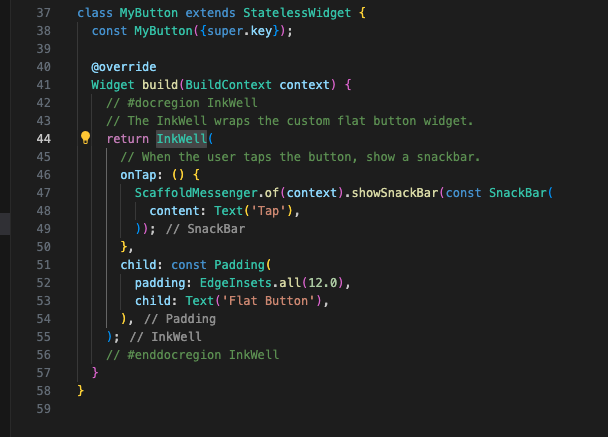 37 class MyButton extends StatelessWidget {
38   const MyButton({super.key});
39
40   @override
41   Widget build(BuildContext context) {
42     // #docregion InkWell
43     // The InkWell wraps the custom flat button widget.
44     return InkWell(
45       // When the user taps the button, show a snackbar.
46       onTap: () {
47         ScaffoldMessenger.of(context).showSnackBar(const SnackBar(
48           content: Text('Tap'),
49         )); // SnackBar
50       },
51       child: const Padding(
52         padding: EdgeInsets.all(12.0),
53         child: Text('Flat Button'),
54       ), // Padding
55     ); // InkWell
56     // #enddocregion InkWell
57   }
58 }
59